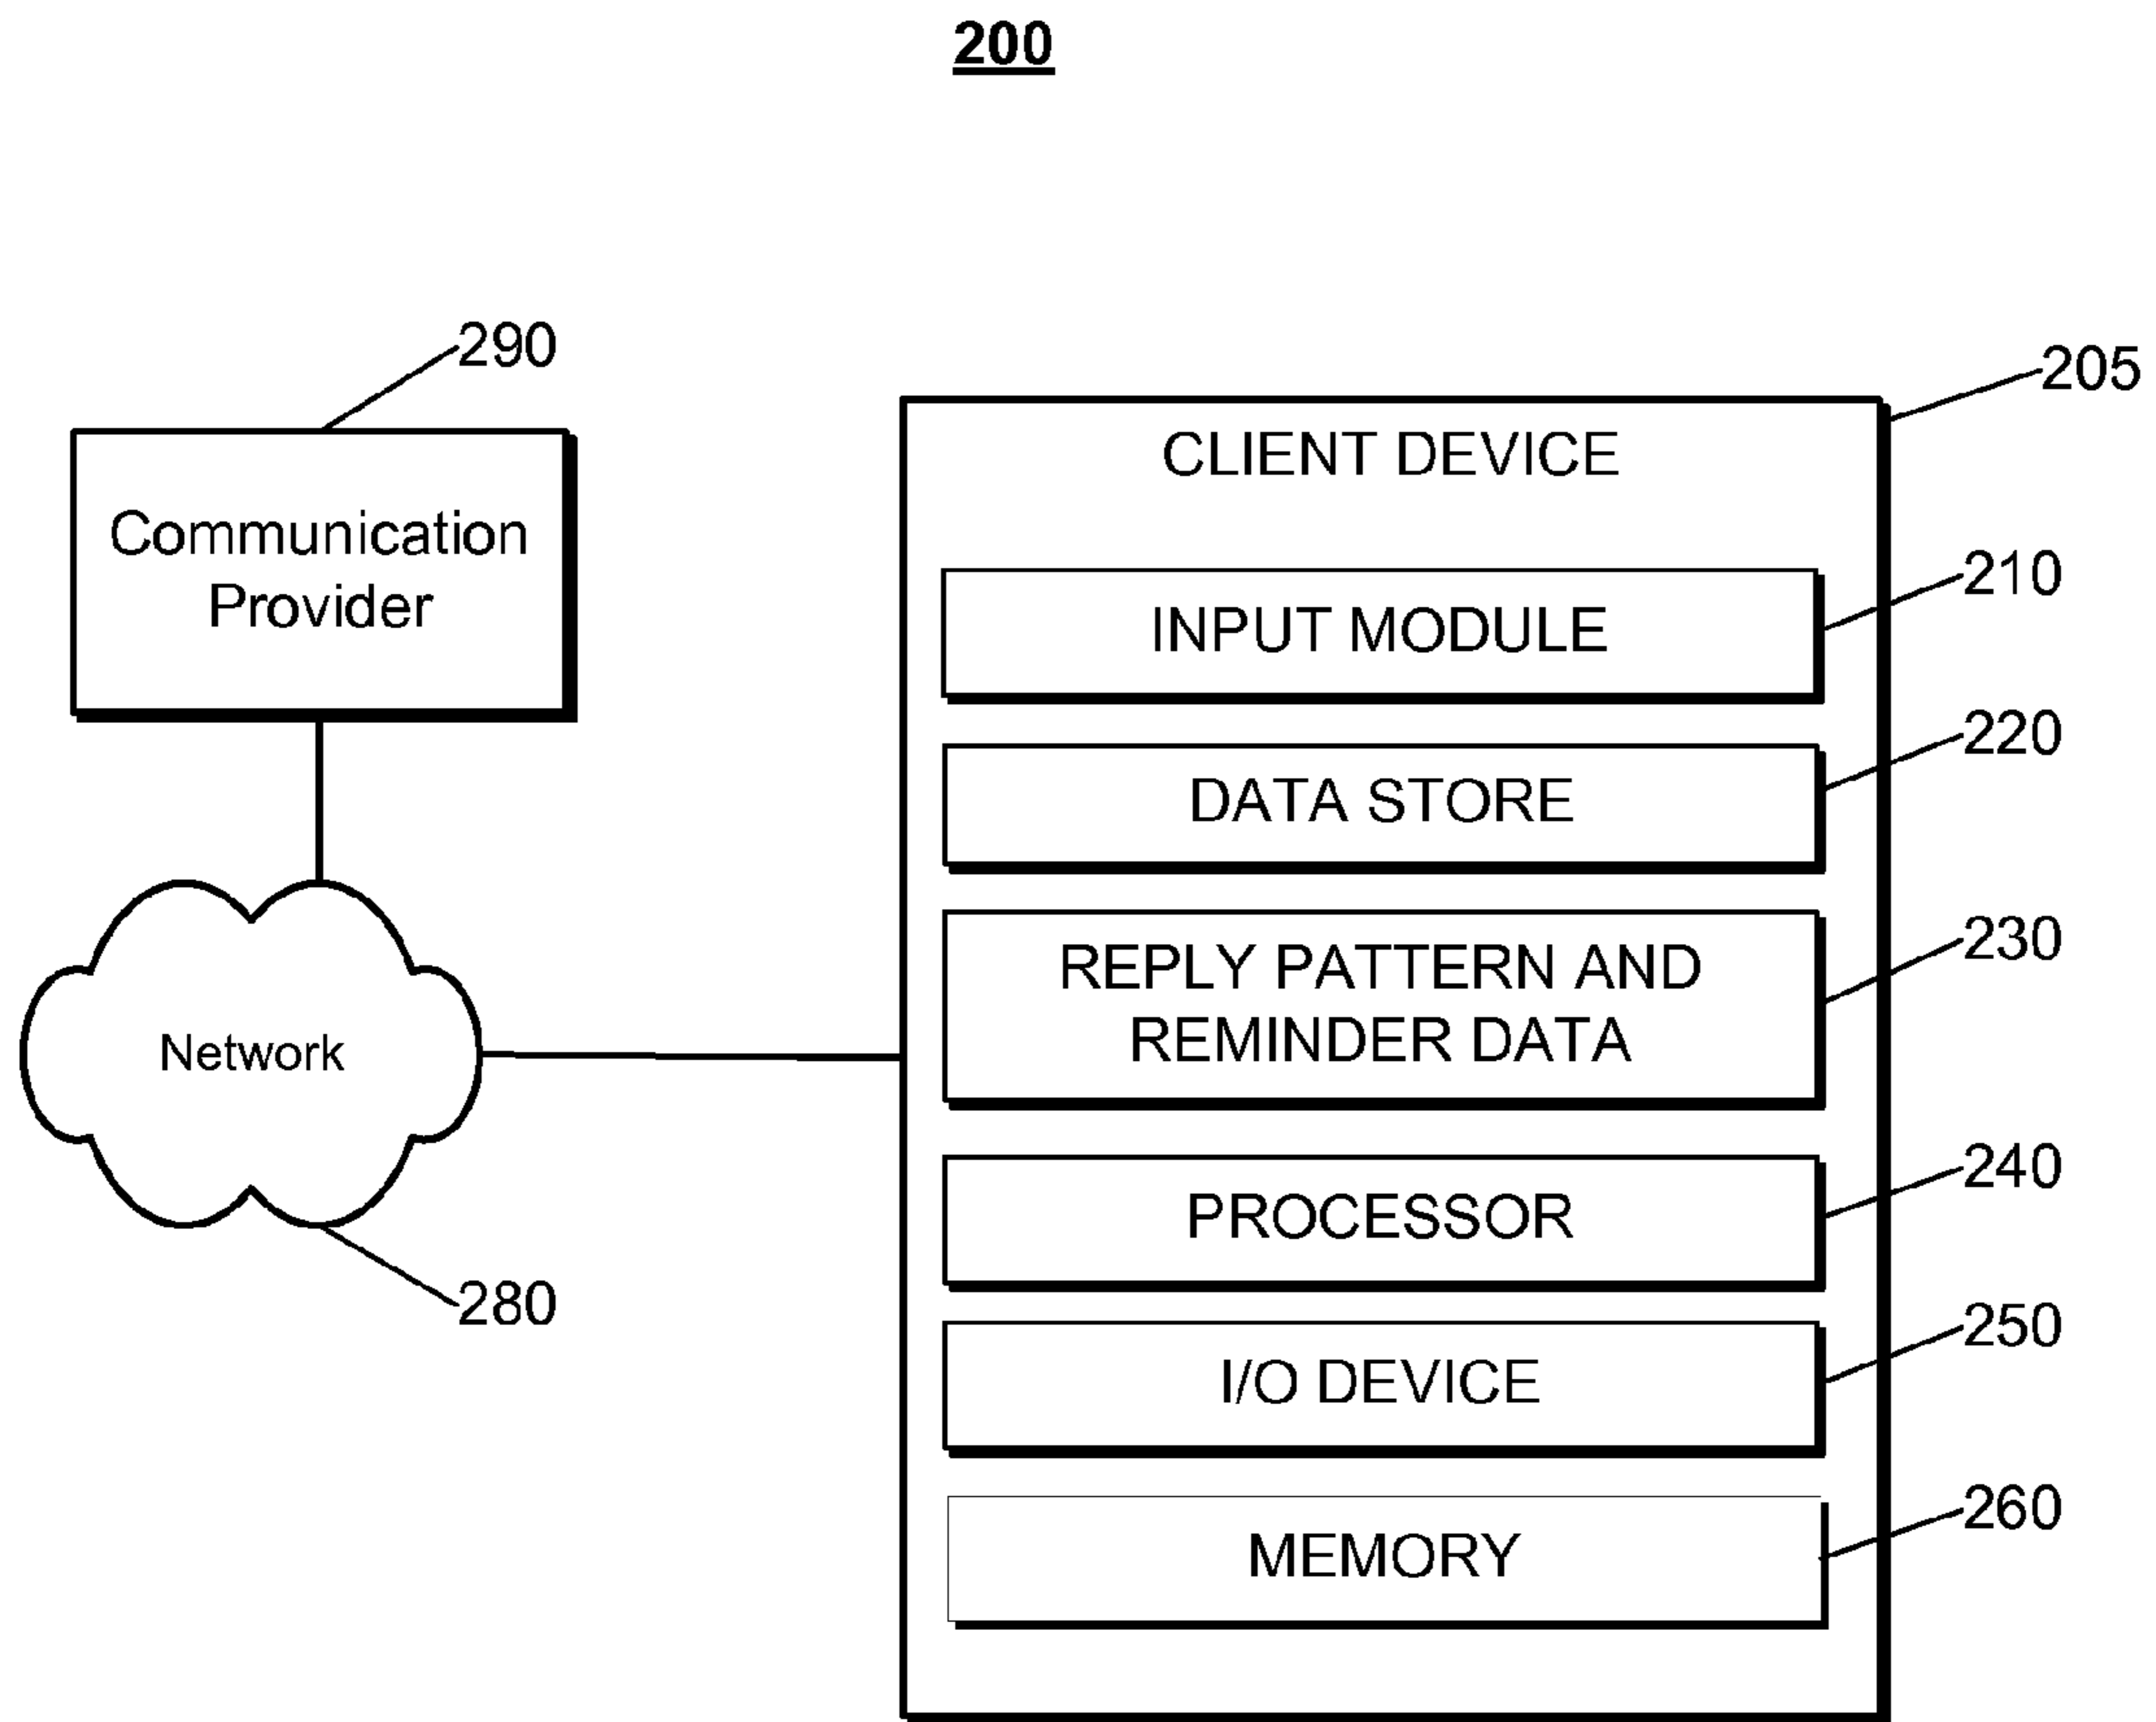 200
290
Communication
Provider
Network
280
205
CLIENT DEVICE
210
INPUT MODULE
220
DATA STORE
230
REPLY PATTERN AND
REMINDER DATA
240
PROCESSOR
250
I/O DEVICE
260
MEMORY